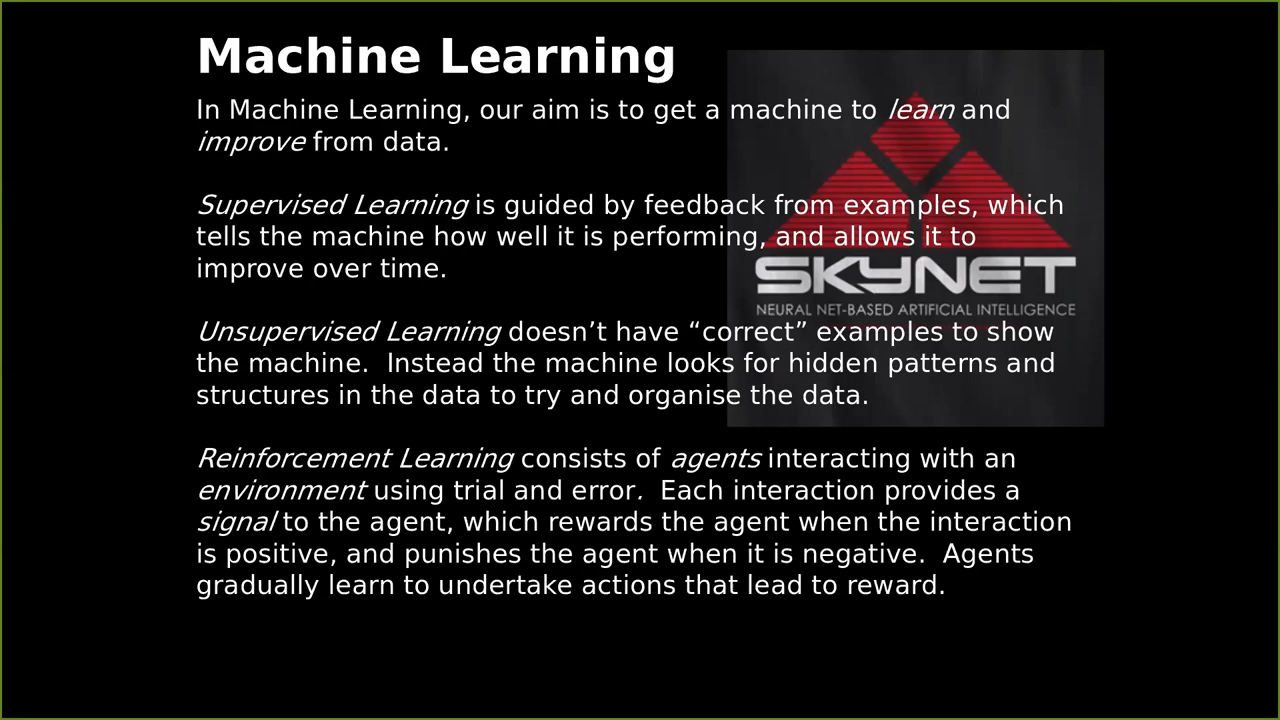 Machine Learning
In Machine Learning, our aim is to get a machine to learn and
improve from data.
Supervised Learning is guided by feedback from examples, which
tells the machine how well it is performing, and allows it to
improve over time.
SKYNET
NEURAL NET-BASED ARTIFICIAL INTELLIGENCE
Unsupervised Learning doesn’t have “correct” examples to show
the machine.  Instead the machine looks for hidden patterns and
structures in the data to try and organise the data.
Reinforcement Learning consists of agents interacting with an
environment using trial and error.  Each interaction provides a
signal to the agent, which rewards the agent when the interaction
is positive, and punishes the agent when it is negative.  Agents
gradually learn to undertake actions that lead to reward.